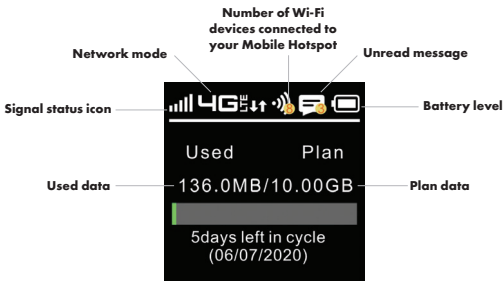 Number of Wi-Fi
devices connected to
your Mobile Hotspot
Network mode
Unread message
Signal status icon
4G LTE
Battery level
Used Plan
Used data
136.0MB/10.00GB
Plan data
5days left in cycle
(06/07/2020)